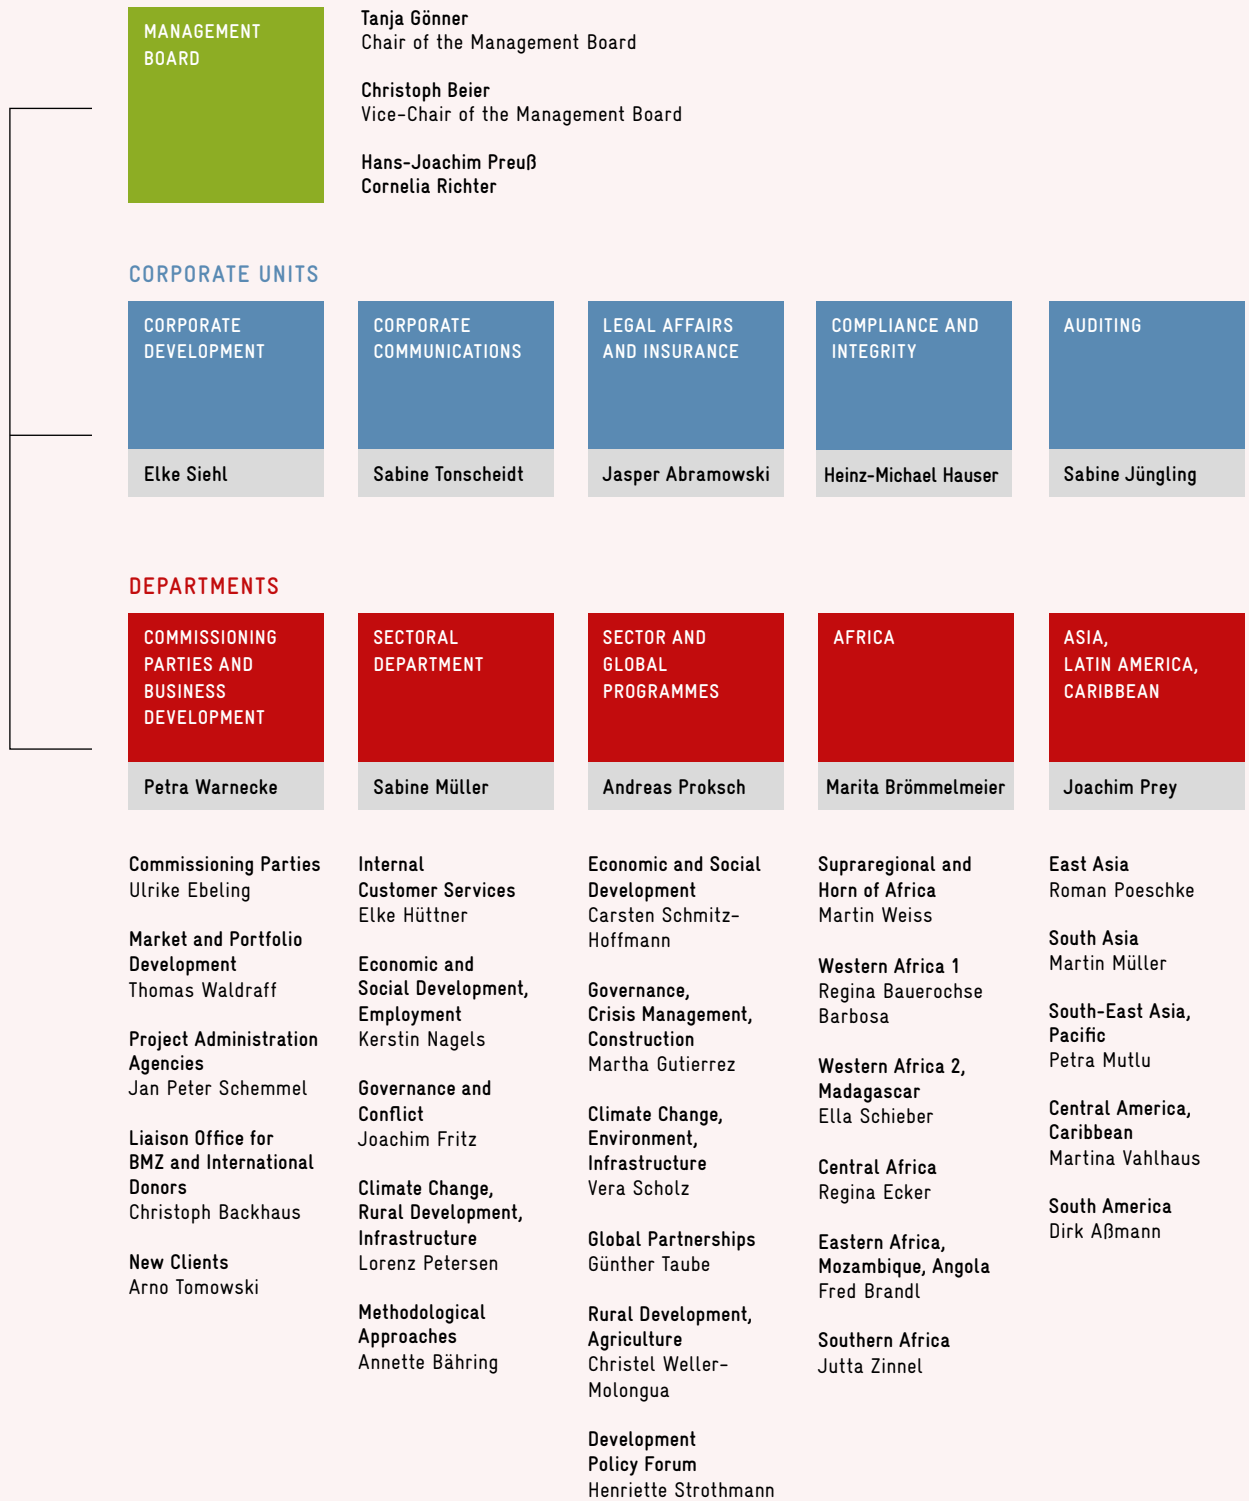 MANAGEMENT
BOARD
Tanja Gönner
Chair of the Management Board
Christoph Beier
Vice-Chair of the Management Board
Hans-Joachim Preuß
Cornelia Richter
CORPORATE UNITS
CORPORATE
DEVELOPMENT
Elke Siehl
CORPORATE
COMMUNICATIONS
Sabine Tonscheidt
LEGAL AFFAIRS
AND INSURANCE
Jasper Abramowski
COMPLIANCE AND
INTEGRITY
Heinz-Michael Hauser
AUDITING
Sabine Jüngling
DEPARTMENTS
COMMISSIONING
PARTIES AND
BUSINESS
DEVELOPMENT
Petra Warnecke
Commissioning Parties
Ulrike Ebeling
Market and Portfolio
Development
Thomas Waldraff
Project Administration
Agencies
Jan Peter Schemmel
Liaison Office for
BMZ and International
Donors
Christoph Backhaus
New Clients
Arno Tomowski
SECTORAL
DEPARTMENT
Sabine Müller
Internal
Customer Services
Elke Hüttner
Economic and
Social Development,
Employment
Kerstin Nagels
Governance and
Conflict
Joachim Fritz
Climate Change,
Rural Development,
Infrastructure
Lorenz Petersen
Methodological
Approaches
Annette Bähring
SECTOR AND
GLOBAL
PROGRAMMES
Andreas Proksch
Economic and Social
Development
Carsten Schmitz-
Hoffmann
Governance,
Crisis Management,
Construction
Martha Gutierrez
Climate Change,
Environment,
Infrastructure
Vera Scholz
Global Partnerships
Günther Taube
Rural Development,
Agriculture
Christel Weller-
Molongua
Development
Policy Forum
Henriette Strothmann
AFRICA
Marita Brömmelmeier
Supraregional and
Horn of Africa
Martin Weiss
Western Africa 1
Regina Bauerochse
Barbosa
Western Africa 2,
Madagascar
Ella Schieber
Central Africa
Regina Ecker
Eastern Africa,
Mozambique, Angola
Fred Brandl
Southern Africa
Jutta Zinnel
ASIA,
LATIN AMERICA,
CARIBBEAN
Joachim Prey
East Asia
Roman Poeschke
South Asia
Martin Müller
South-East Asia,
Pacific
Petra Mutlu
Central America,
Caribbean
Martina Vahlhaus
South America
Dirk Aßmann